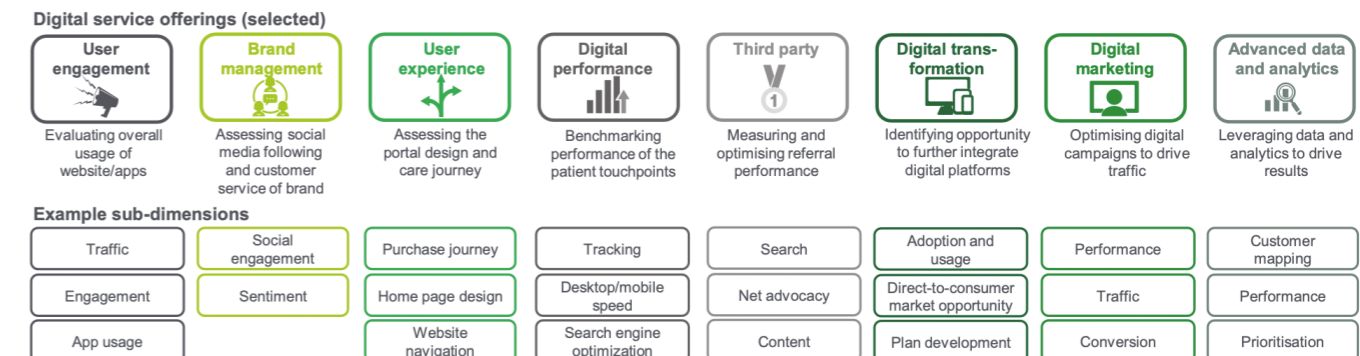 Digital service offerings (selected)
User
engagement
Brand
management
User
experience
Digital
performance
Third party
1
Digital trans-
formation
Digital
marketing
Advanced data
and analytics
Evaluating overall
usage of
website/apps
Assessing social
media following
and customer
service of brand
Assessing the
portal design and
care journey
Benchmarking
performance of the
patient touchpoints
Measuring and
optimising referral
performance
Identifying opportunity
to further integrate
digital platforms
Optimising digital
campaigns to drive
traffic
Leveraging data and
analytics to drive
results
Example sub-dimensions
Traffic
Social
engagement
Purchase journey
Tracking
Search
Adoption and
usage
Performance
Customer
mapping
Engagement
Sentiment
Home page design
Desktop/mobile
speed
Net advocacy
Direct-to-consumer
market opportunity
Traffic
Performance
App usage
Website
navigation
Search engine
optimization
Content
Plan development
Conversion
Prioritisation